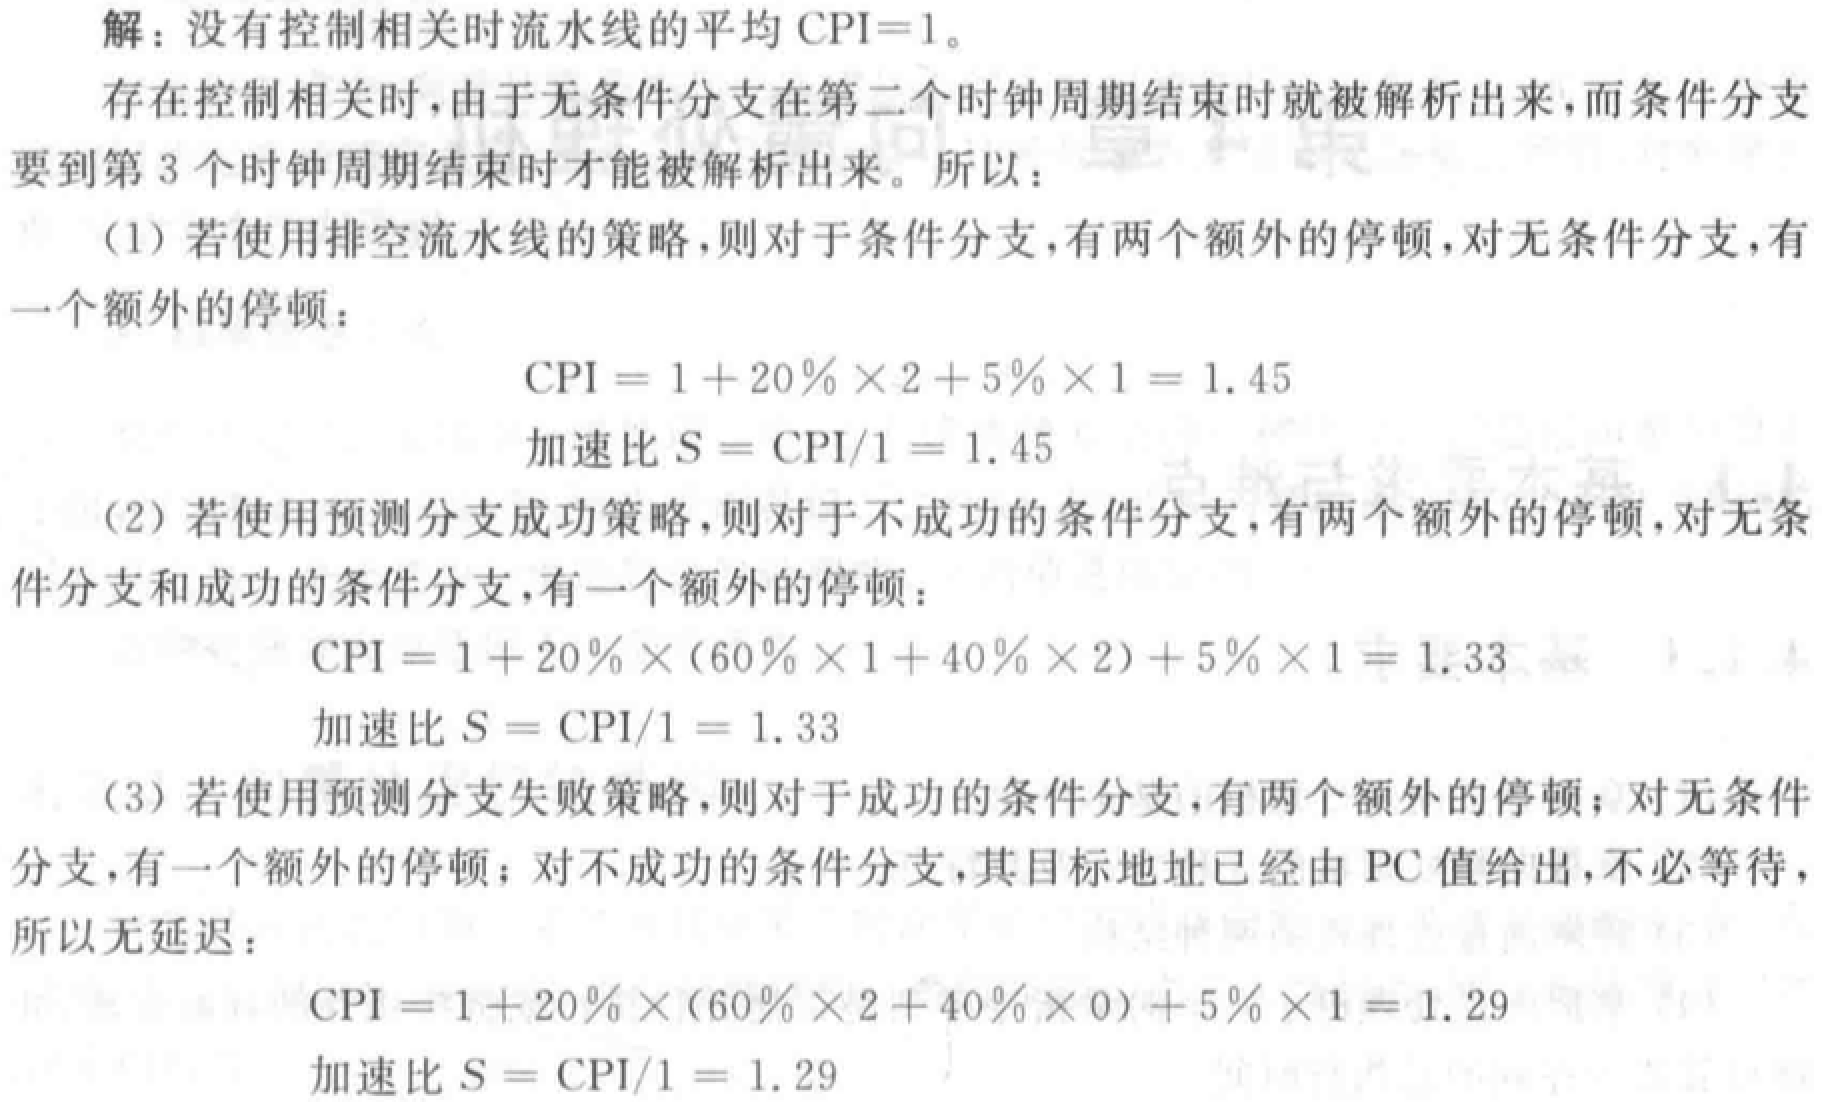 解：没有控制相关时流水线的平均 CPI=1。
存在控制相关时，由于无条件分支在第二个时钟周期结束时就被解析出来，而条件分支
要到第 3 个时钟周期结束时才能被解析出来。所以：
（1）若使用排空流水线的策略，则对于条件分支，有两个额外的停顿，对无条件分支，有
一个额外的停顿：
CPI = 1+20%×2+5%×1 = 1.45
加速比 S = CPI/1 = 1.45
（2）若使用预测分支成功策略，则对于不成功的条件分支，有两个额外的停顿，对无条
件分支和成功的条件分支，有一个额外的停顿：
CPI = 1+20%×(60%×1+40%×2)+5%×1 = 1.33
加速比 S = CPI/1 = 1.33
（3）若使用预测分支失败策略，则对于成功的条件分支，有两个额外的停顿；对无条件
分支，有一个额外的停顿；对不成功的条件分支，其目标地址已经由 PC 值给出，不必等待，
所以无延迟：
CPI = 1+20%×(60%×2+40%×0)+5%×1 = 1.29
加速比 S = CPI/1 = 1.29